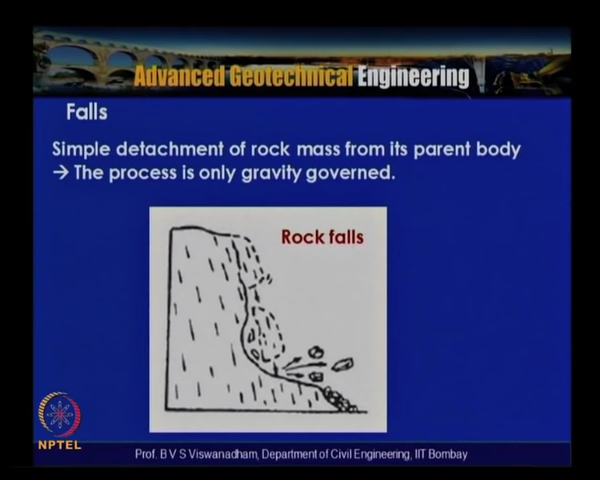 Advanced Geotechnical Engineering
Falls
Simple detachment of rock mass from its parent body
→ The process is only gravity governed.
Rock falls
NPTEL
Prof. B V S Viswanadham, Department of Civil Engineering, IIT Bombay